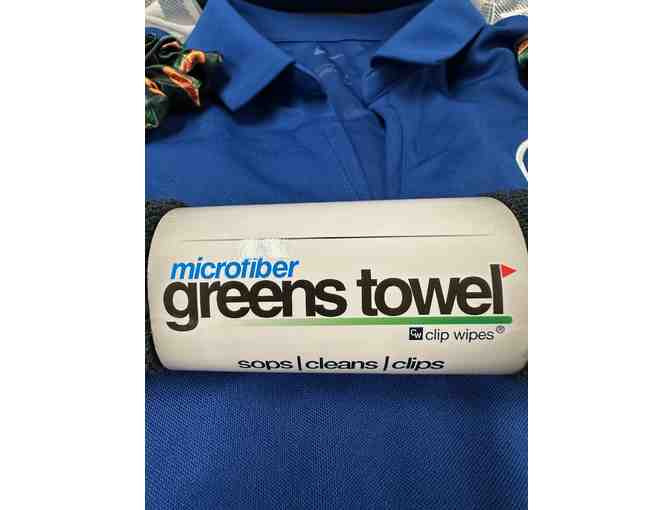 microfiber
greens towel
CW clip wipes®
sops | cleans | clips